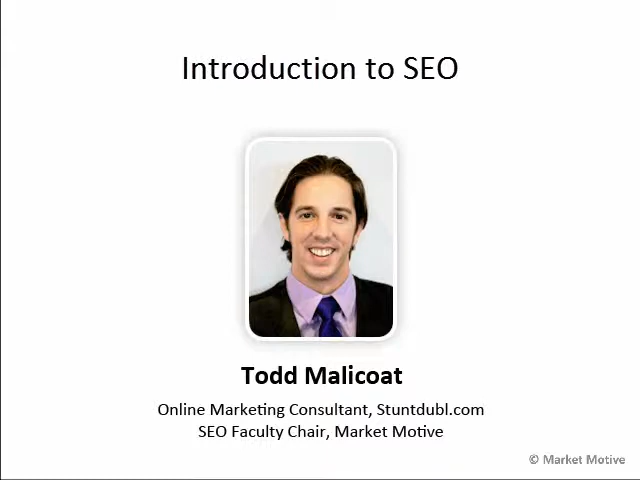 Introduction to SEO
Todd Malicoat
Online Marketing Consultant, Stuntdubl.com
SEO Faculty Chair, Market Motive
© Market Motive